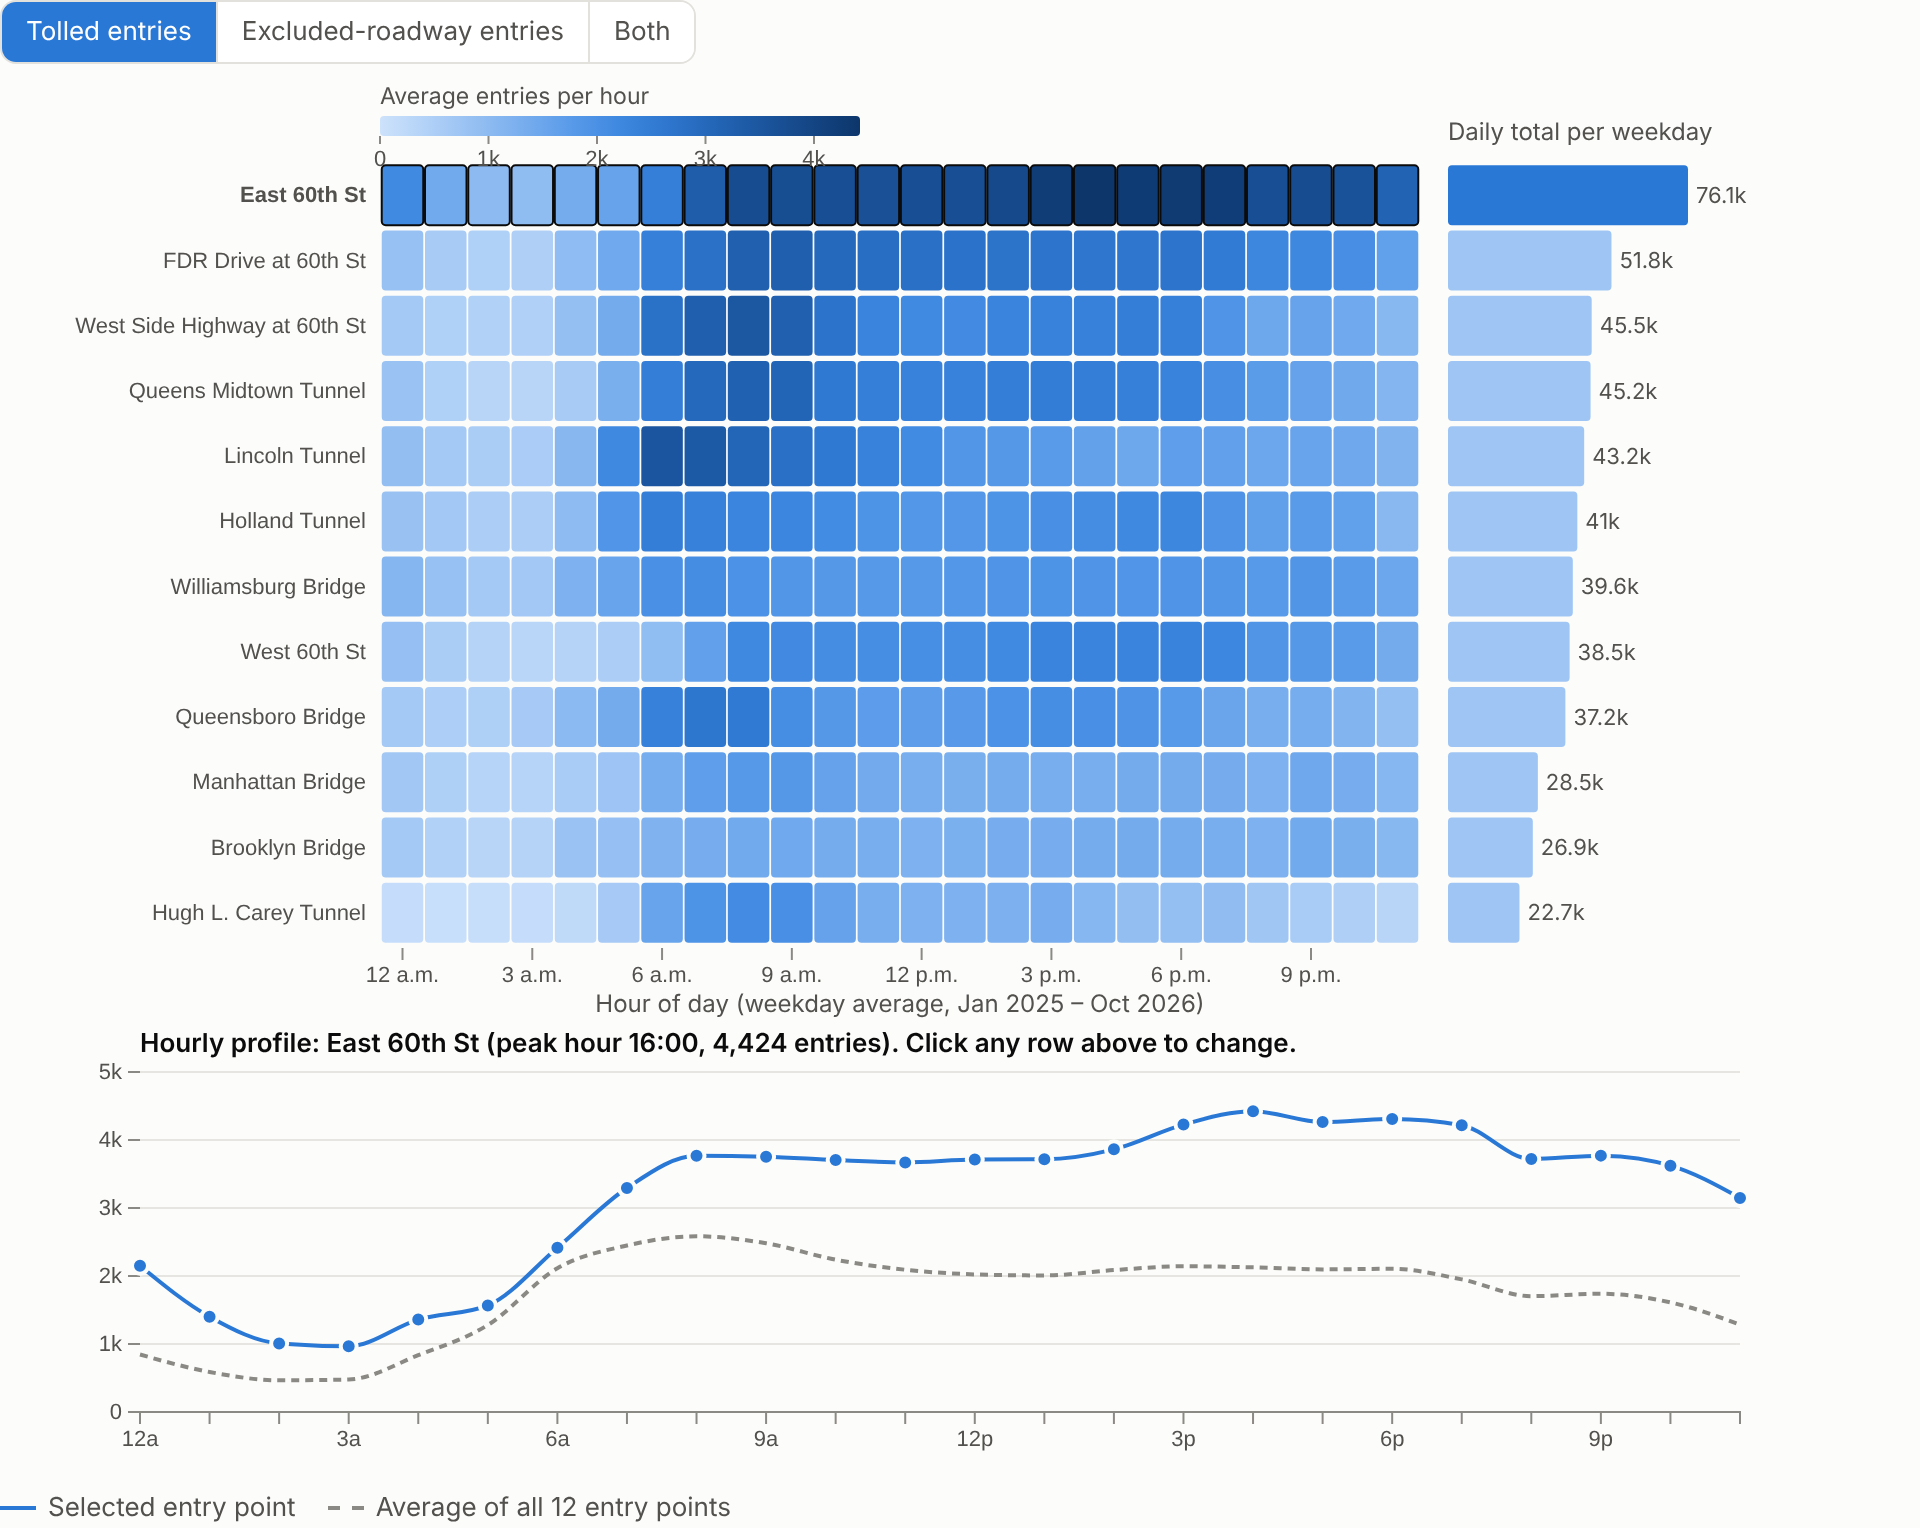 Tolled entries Excluded-roadway entries Both
Average entries per hour
0 1k 2k 3k 4k
Daily total per weekday
East 60th St 76.1k
FDR Drive at 60th St 51.8k
West Side Highway at 60th St 45.5k
Queens Midtown Tunnel 45.2k
Lincoln Tunnel 43.2k
Holland Tunnel 41k
Williamsburg Bridge 39.6k
West 60th St 38.5k
Queensboro Bridge 37.2k
Manhattan Bridge 28.5k
Brooklyn Bridge 26.9k
Hugh L. Carey Tunnel 22.7k
12 a.m. 3 a.m. 6 a.m. 9 a.m. 12 p.m. 3 p.m. 6 p.m. 9 p.m.
Hour of day (weekday average, Jan 2025 – Oct 2026)
Hourly profile: East 60th St (peak hour 16:00, 4,424 entries). Click any row above to change.
5k
4k
3k
2k
1k
0
12a 3a 6a 9a 12p 3p 6p 9p
Selected entry point Average of all 12 entry points